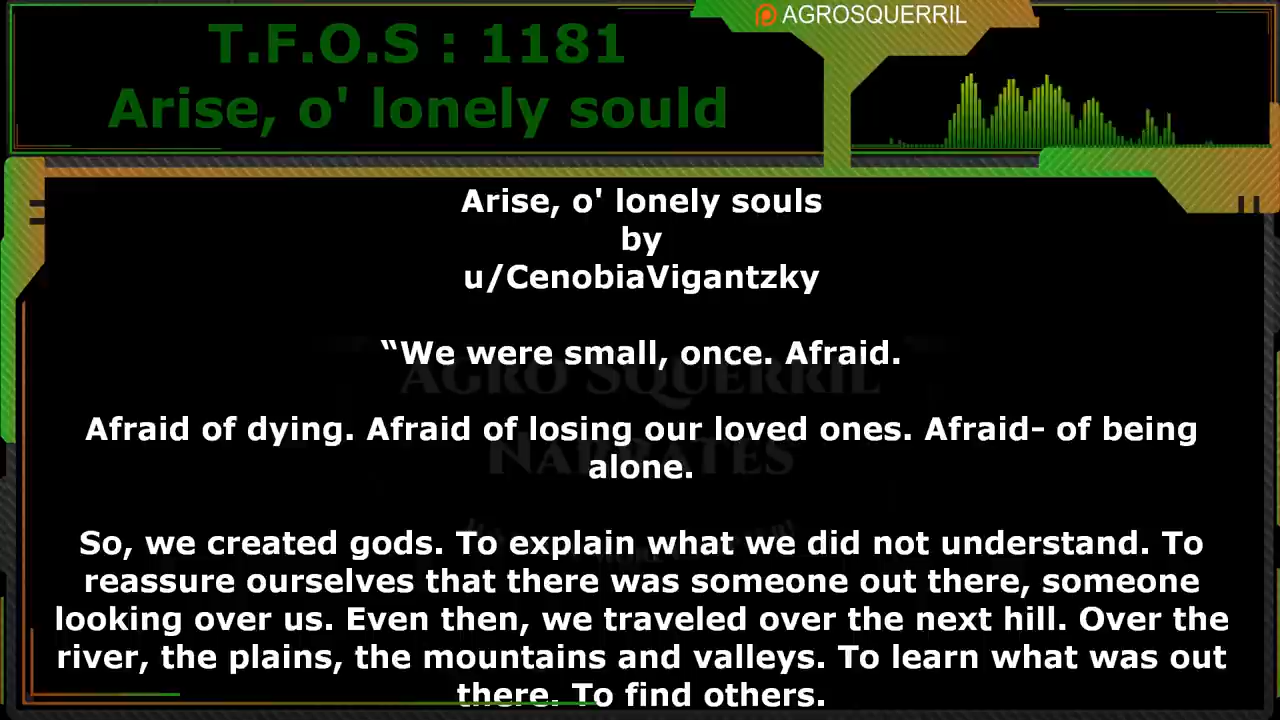 AGROSQUERRIL
T.F.O.S : 1181
Arise, o' lonely sould
Arise, o' lonely souls
by
u/CenobiaVigantzky
“We were small, once. Afraid.
AGRO SQUERRIL
Afraid of dying. Afraid of losing our loved ones. Afraid- of being
alone.
NARRATES
So, we created gods. To explain what we did not understand. To
reassure ourselves that there was someone out there, someone
looking over us. Even then, we traveled over the next hill. Over the
river, the plains, the mountains and valleys. To learn what was out
there. To find others.